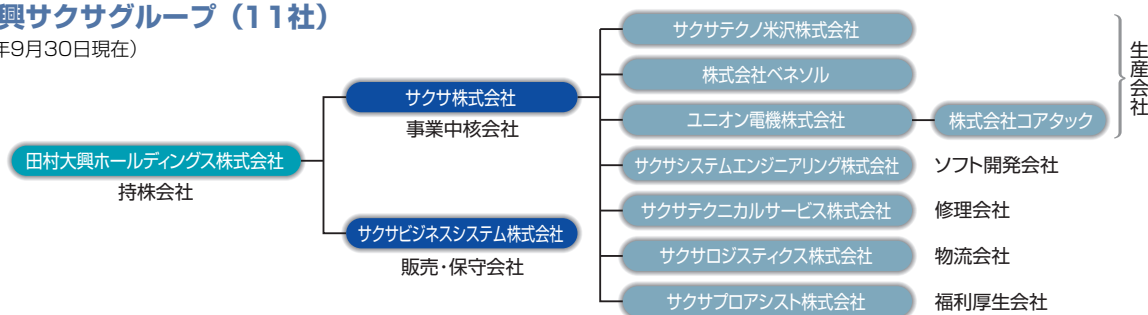 興サクサグループ（11社）
年9月30日現在）
田村大興ホールディングス株式会社
持株会社
サクサ株式会社
事業中核会社
サクサビジネスシステム株式会社
販売・保守会社
サクサテクノ米沢株式会社
株式会社ベネソル
ユニオン電機株式会社
株式会社コアタック
生産会社
サクサシステムエンジニアリング株式会社
ソフト開発会社
サクサテクニカルサービス株式会社
修理会社
サクサロジスティクス株式会社
物流会社
サクサプロアシスト株式会社
福利厚生会社